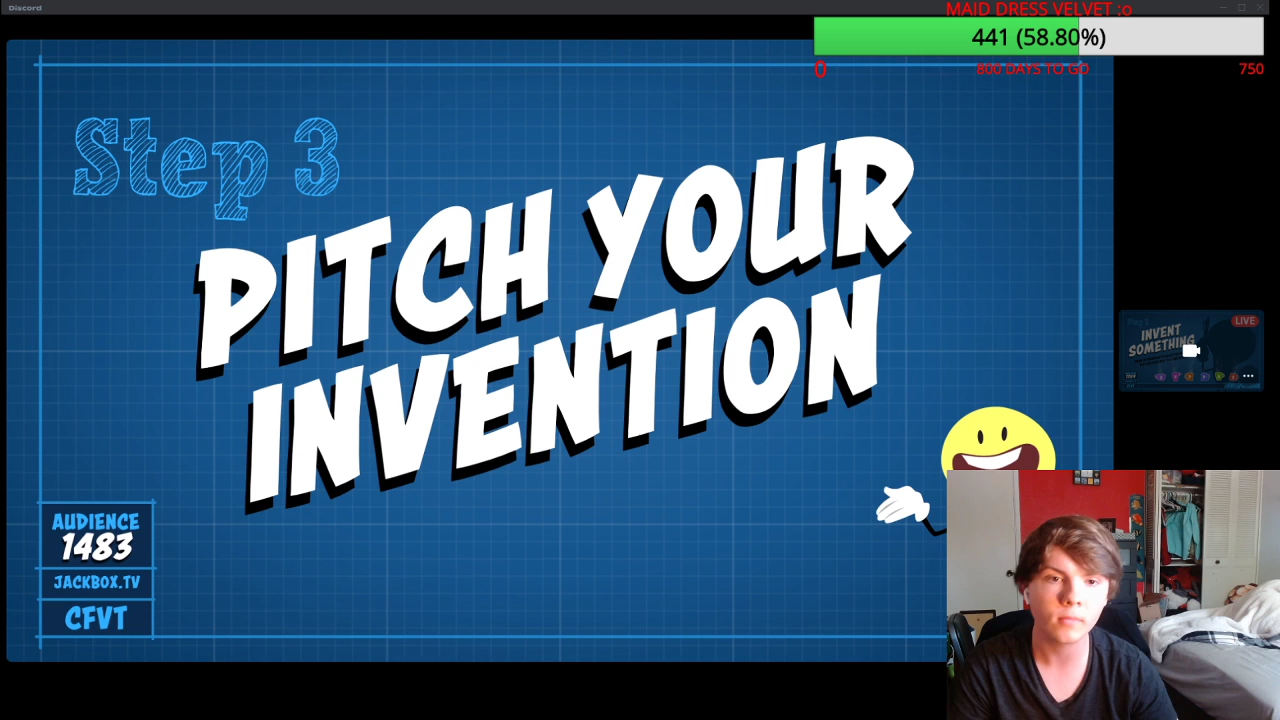 Discord
MAID DRESS VELVET :o
441 (58.80%)
0
800 DAYS TO GO
750
Step 3
PITCH YOUR
INVENTION
LIVE
INVENT
SOMETHING
AUDIENCE
1483
JACKBOX.TV
CFVT